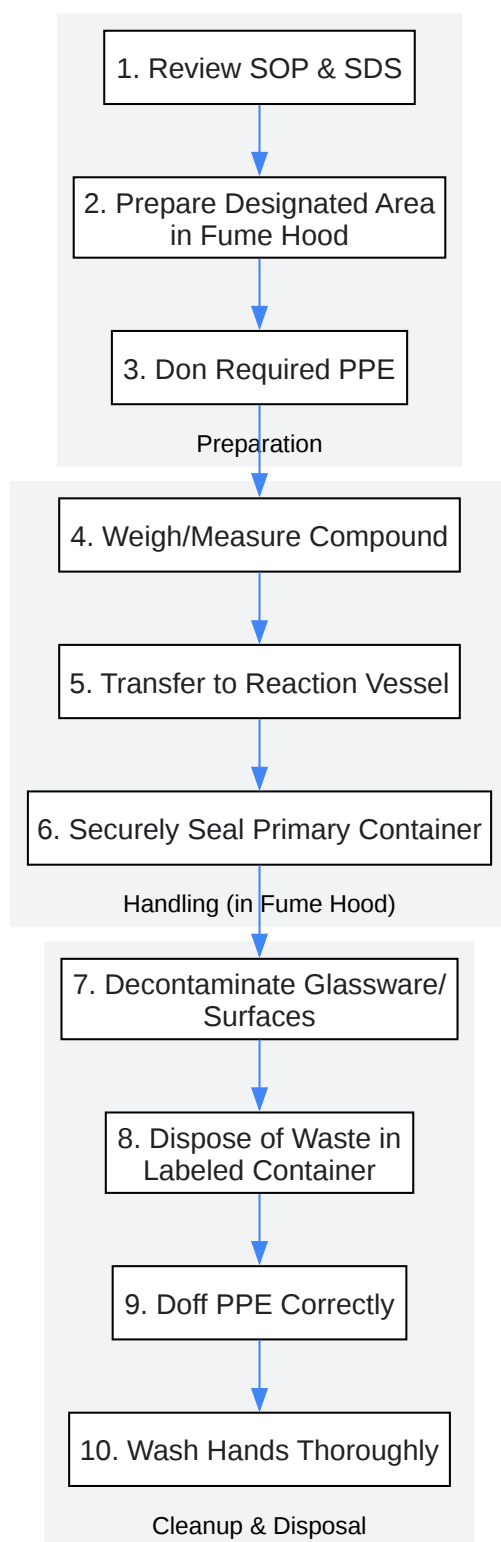 1. Review SOP & SDS
2. Prepare Designated Area
in Fume Hood
3. Don Required PPE
Preparation
4. Weigh/Measure Compound
5. Transfer to Reaction Vessel
6. Securely Seal Primary Container
Handling (in Fume Hood)
7. Decontaminate Glassware/
Surfaces
8. Dispose of Waste in
Labeled Container
9. Doff PPE Correctly
10. Wash Hands Thoroughly
Cleanup & Disposal